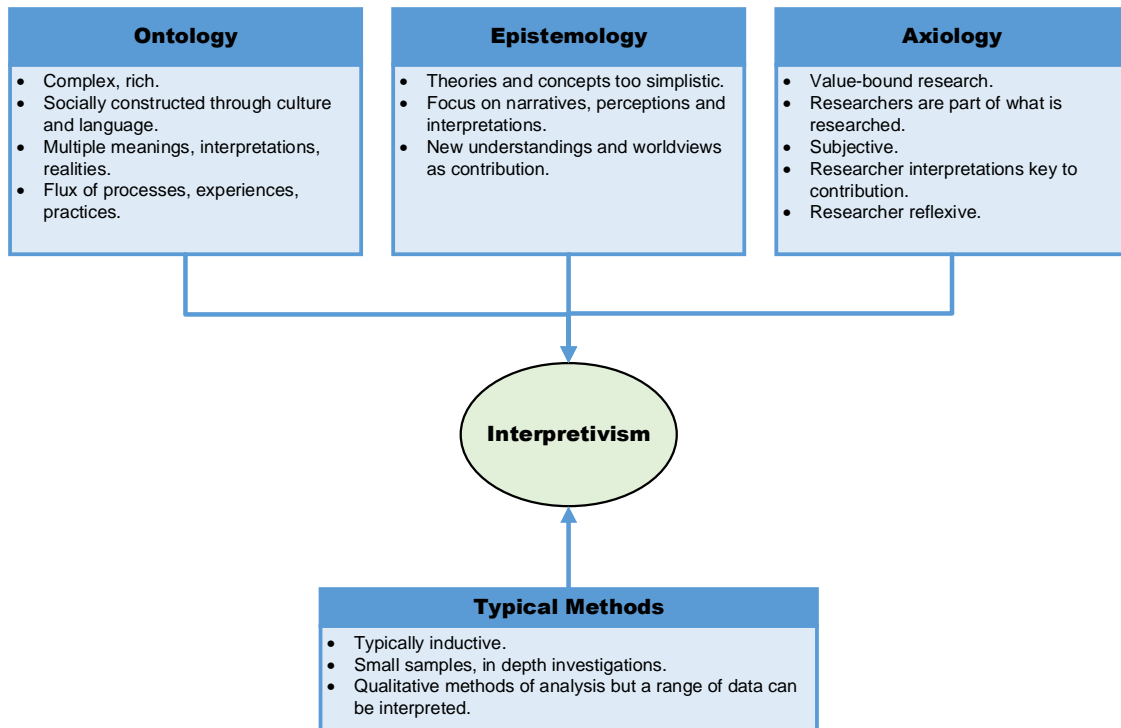 Ontology
• Complex, rich.
• Socially constructed through culture
and language.
• Multiple meanings, interpretations,
realities.
• Flux of processes, experiences,
practices.
Epistemology
• Theories and concepts too simplistic.
• Focus on narratives, perceptions and
interpretations.
• New understandings and worldviews
as contribution.
Axiology
• Value-bound research.
• Researchers are part of what is
researched.
• Subjective.
• Researcher interpretations key to
contribution.
• Researcher reflexive.
Interpretivism
Typical Methods
• Typically inductive.
• Small samples, in depth investigations.
• Qualitative methods of analysis but a range of data can
be interpreted.